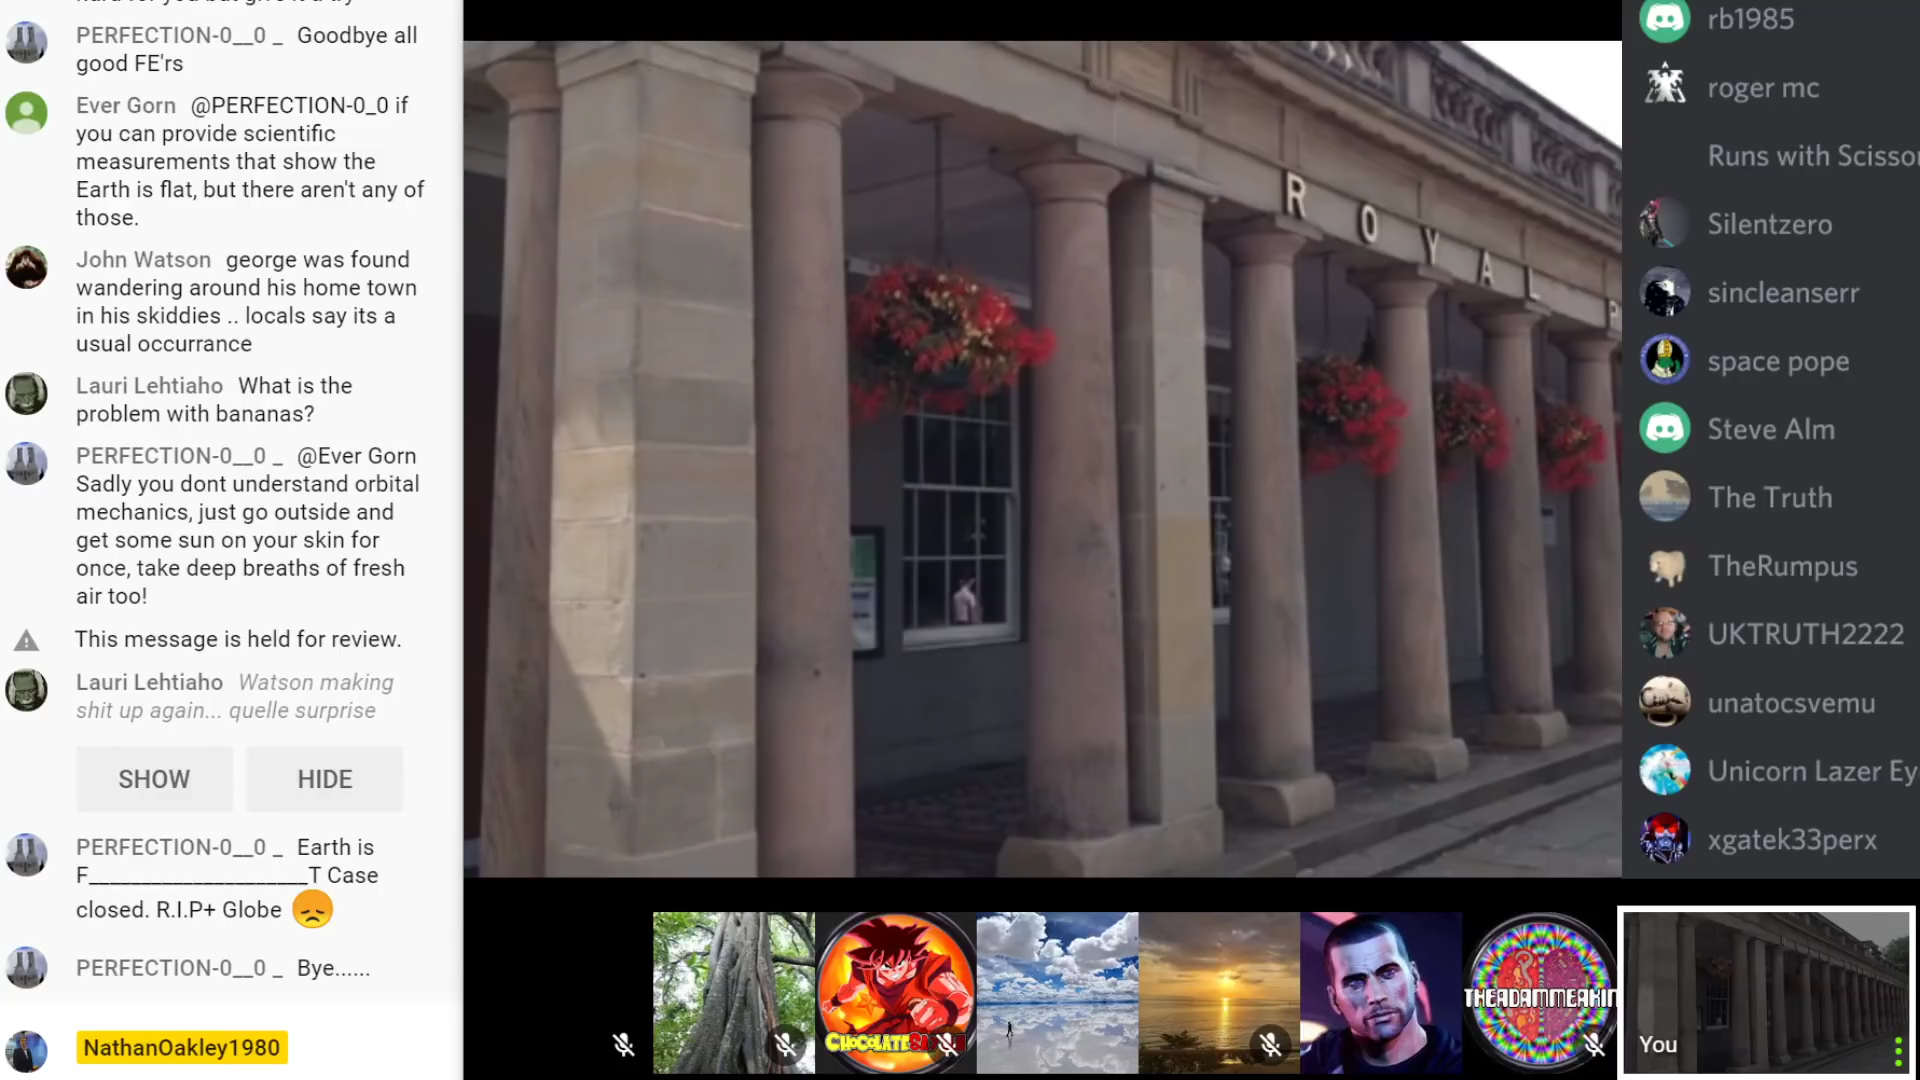 PERFECTION-0__0 _ Goodbye all
good FE'rs
Ever Gorn @PERFECTION-0_0 if
you can provide scientific
measurements that show the
Earth is flat, but there aren't any of
those.
John Watson george was found
wandering around his home town
in his skiddies .. locals say its a
usual occurrance
Lauri Lehtiaho What is the
problem with bananas?
PERFECTION-0__0 _ @Ever Gorn
Sadly you dont understand orbital
mechanics, just go outside and
get some sun on your skin for
once, take deep breaths of fresh
air too!
This message is held for review.
Lauri Lehtiaho Watson making
shit up again... quelle surprise
SHOW HIDE
PERFECTION-0__0 _ Earth is
F____________________T Case
closed. R.I.P+ Globe
PERFECTION-0__0 _ Bye......
NathanOakley1980
ROYAL P
CHOCOLATE
THEADAMMEAKIN
You
rb1985
roger mc
Runs with Scissor
Silentzero
sincleanserr
space pope
Steve Alm
The Truth
TheRumpus
UKTRUTH2222
unatocsvemu
Unicorn Lazer Ey
xgatek33perx